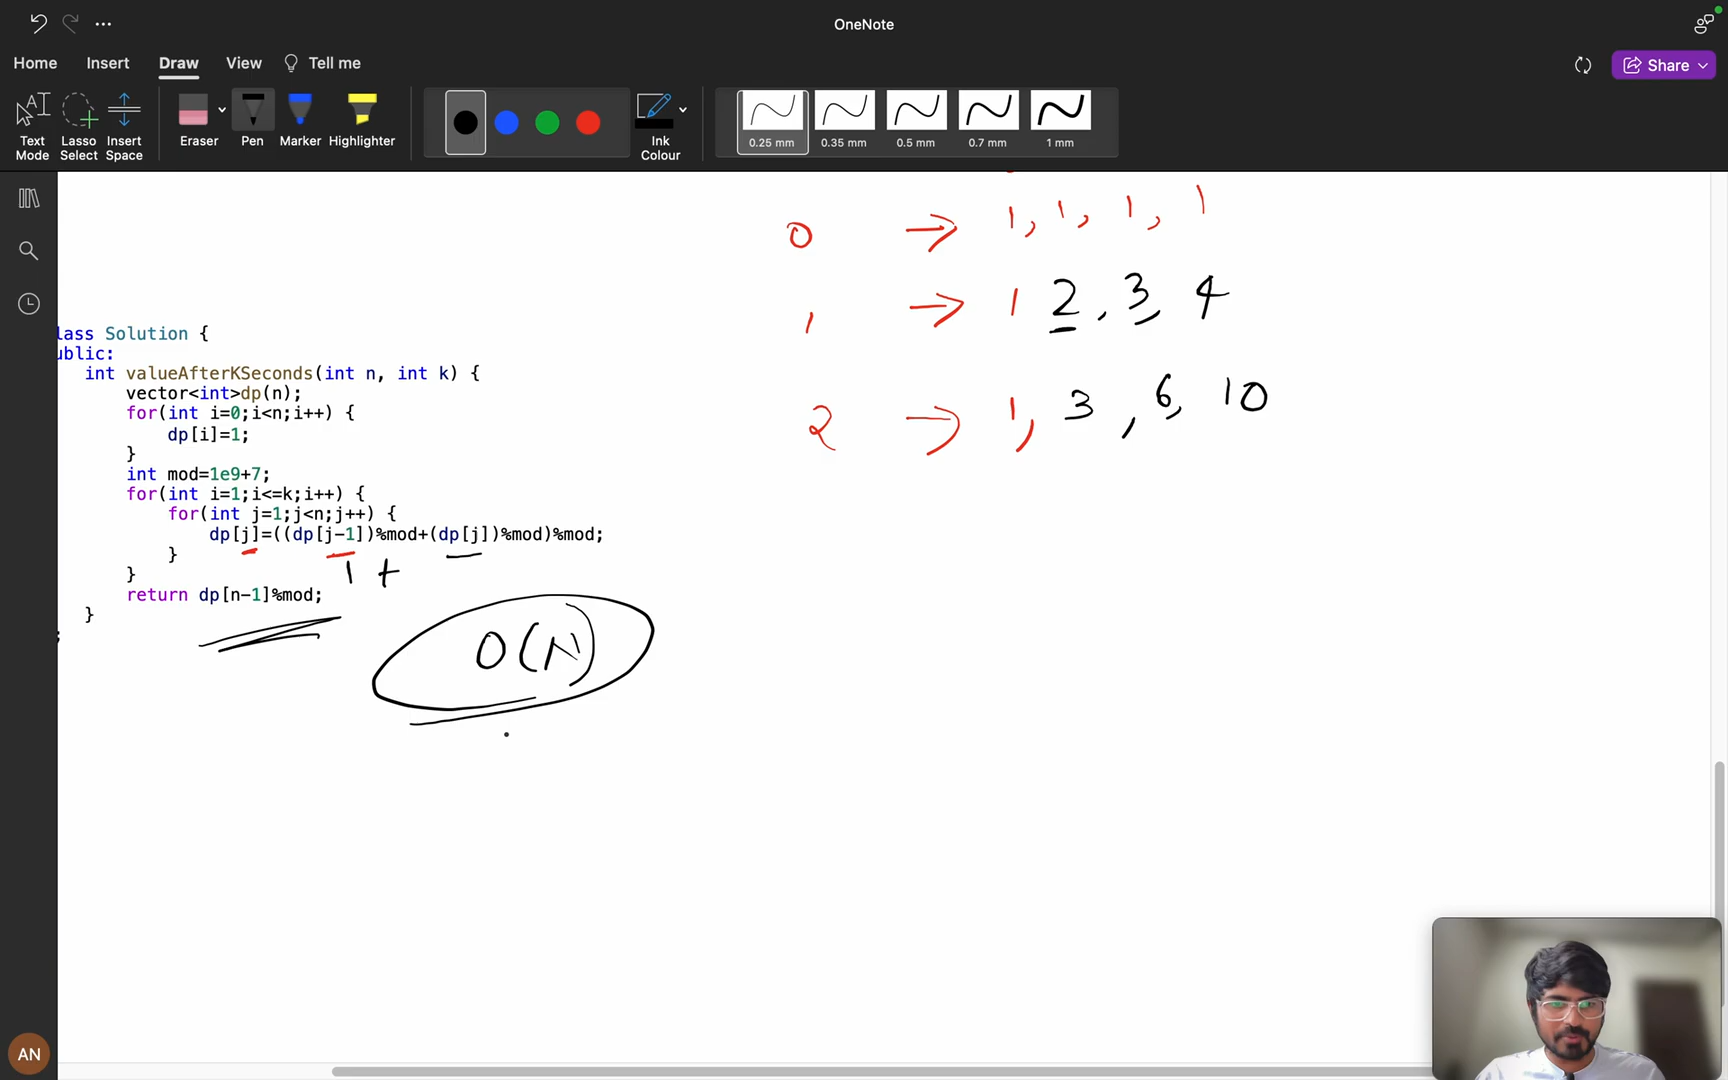 OneNote
Home Insert Draw View Tell me
Share
Text Mode
Lasso Select
Insert Space
Eraser
Pen
Marker
Highlighter
Ink Colour
0.25 mm
0.35 mm
0.5 mm
0.7 mm
1 mm
0 → 1, 1, 1, 1
1 → 1 2, 3, 4
2 → 1, 3, 6, 10
lass Solution {
ublic:
int valueAfterKSeconds(int n, int k) {
vector<int>dp(n);
for(int i=0;i<n;i++) {
dp[i]=1;
}
int mod=1e9+7;
for(int i=1;i<=k;i++) {
for(int j=1;j<n;j++) {
dp[j]=((dp[j-1])%mod+(dp[j])%mod)%mod;
}
1 +
}
return dp[n-1]%mod;
}
;
O(N)
AN